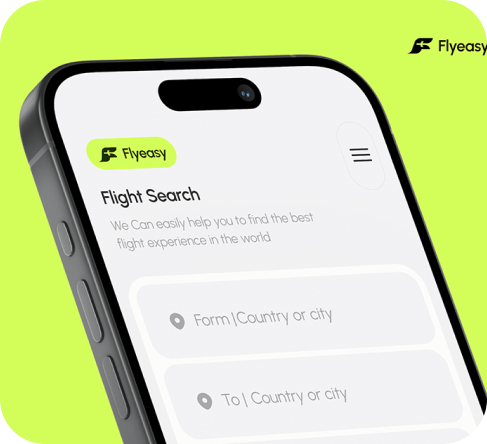 Flyeasy
Flyeasy
Flight Search
We Can easily help you to find the best
flight experience in the world
Form |Country or city
To | Country or city